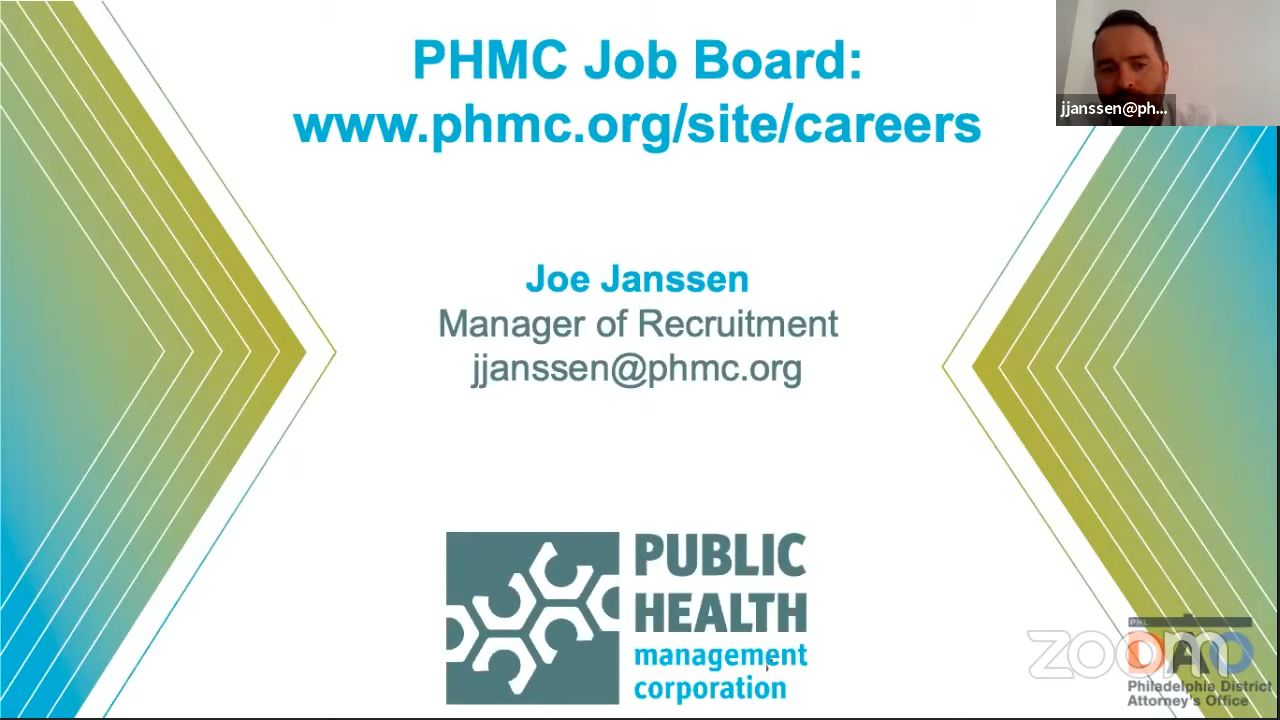 PHMC Job Board:
www.phmc.org/site/careers
jjanssen@ph...
Joe Janssen
Manager of Recruitment
jjanssen@phmc.org
PUBLIC
HEALTH
management
corporation
zoom
DAO
Philadelphia District
Attorney's Office